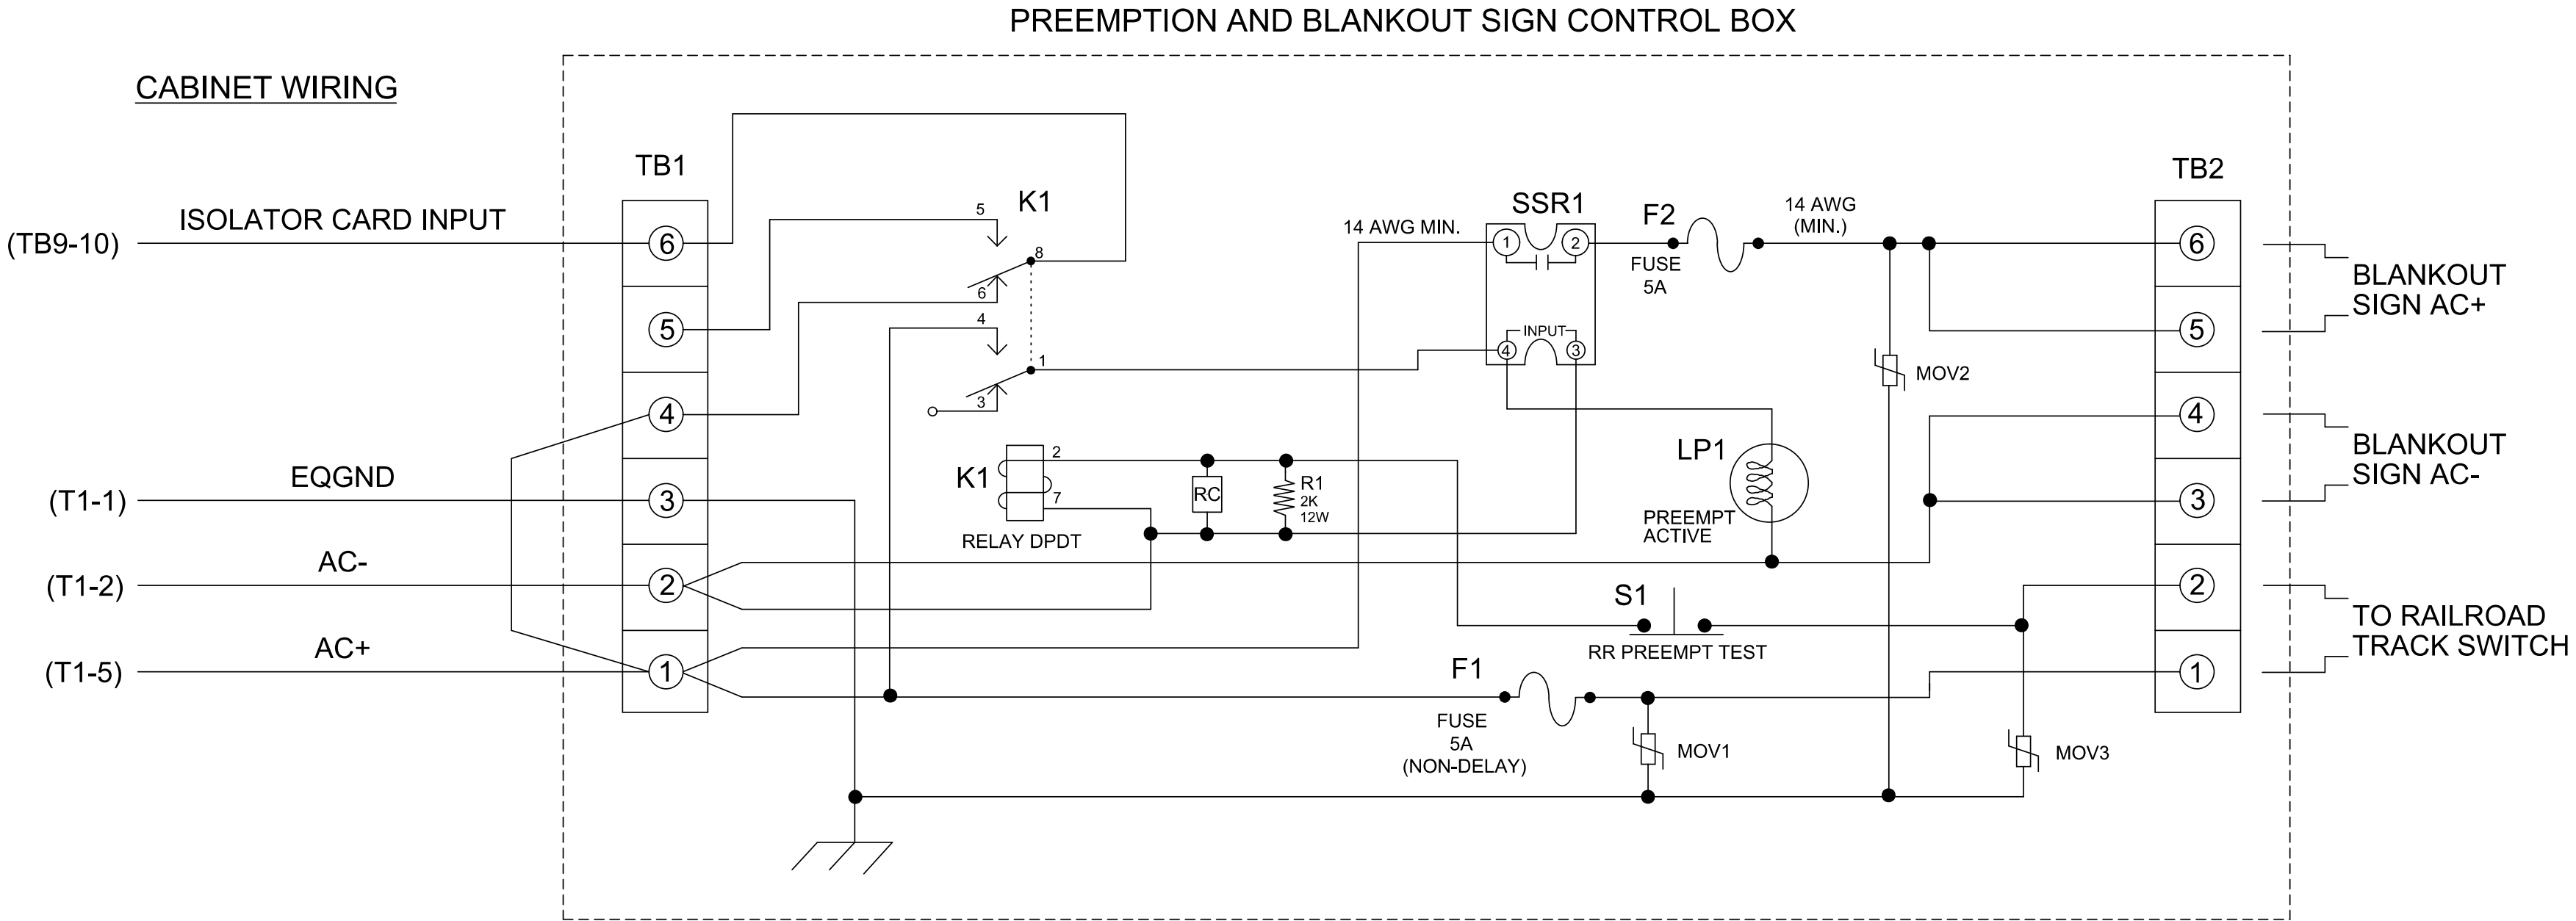 PREEMPTION AND BLANKOUT SIGN CONTROL BOX
CABINET WIRING
TB1
TB2
(TB9-10)
ISOLATOR CARD INPUT
6
5
4
3
2
1
EQGND
(T1-1)
AC-
(T1-2)
AC+
(T1-5)
K1
5
8
6
4
1
3
K1
2
7
RELAY DPDT
RC
R1
2K
12W
14 AWG MIN.
SSR1
1
2
INPUT
4
3
F2
FUSE
5A
14 AWG
(MIN.)
MOV2
LP1
PREEMPT
ACTIVE
S1
RR PREEMPT TEST
F1
FUSE
5A
(NON-DELAY)
MOV1
MOV3
6
5
4
3
2
1
BLANKOUT
SIGN AC+
BLANKOUT
SIGN AC-
TO RAILROAD
TRACK SWITCH